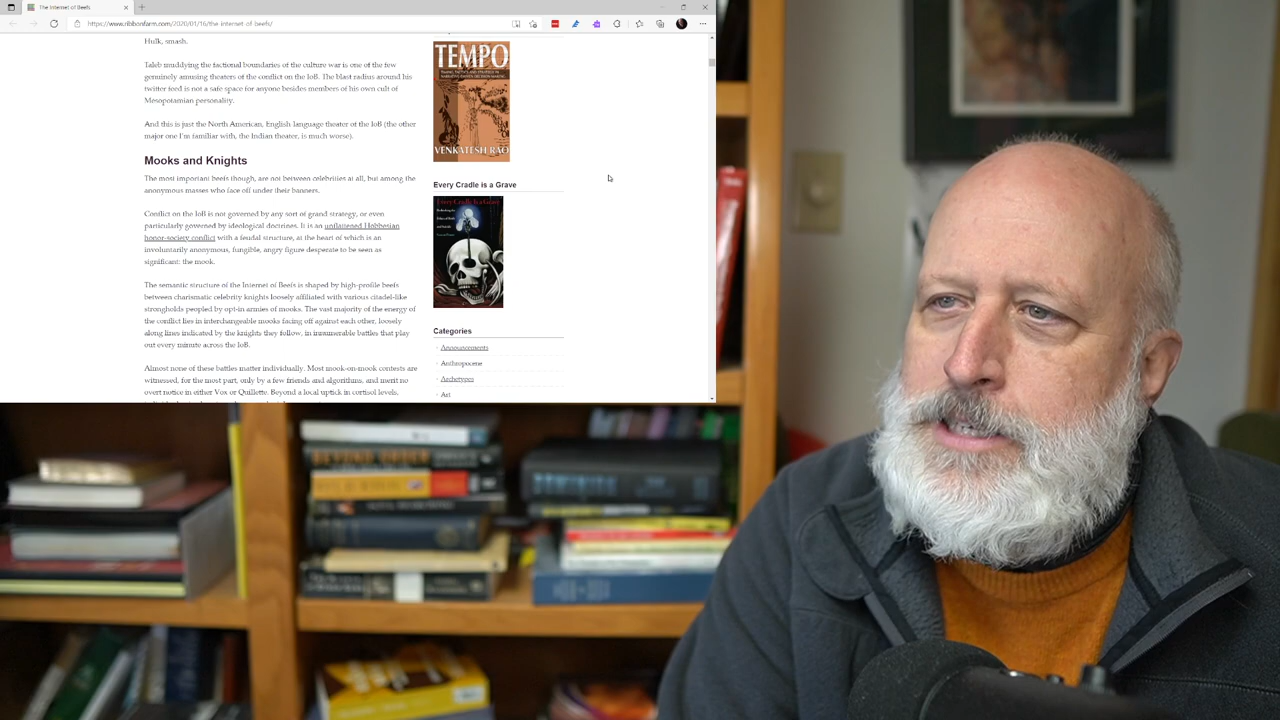 The Internet of Beefs
https://www.ribbonfarm.com/2020/01/16/the-internet-of-beefs/
Hulk, smash.
Taleb muddying the factional boundaries of the culture war is one of the few
genuinely amusing theaters of the conflict on the IoB. The blast radius around his
twitter feed is not a safe space for anyone besides members of his own cult of
Mesopotamian personality.
And this is just the North American, English language theater of the IoB (the other
major one I'm familiar with, the Indian theater, is much worse).
Mooks and Knights
The most important beefs though, are not between celebrities at all, but among the
anonymous masses who face off under their banners.
Conflict on the IoB is not governed by any sort of grand strategy, or even
particularly governed by ideological doctrines. It is an unflattened Hobbesian
honor-society conflict with a feudal structure, at the heart of which is an
involuntarily anonymous, fungible, angry figure desperate to be seen as
significant: the mook.
The semantic structure of the Internet of Beefs is shaped by high-profile beefs
between charismatic celebrity knights loosely affiliated with various citadel-like
strongholds peopled by opt-in armies of mooks. The vast majority of the energy of
the conflict lies in interchangeable mooks facing off against each other, loosely
along lines indicated by the knights they follow, in innumerable battles that play
out every minute across the IoB.
Almost none of these battles matter individually. Most mook-on-mook contests are
witnessed, for the most part, only by a few friends and algorithms, and merit no
overt notice in either Vox or Quillette. Beyond a local uptick in cortisol levels,
TEMPO
VENKATESH RAO
Every Cradle is a Grave
Every Cradle Is a Grave
Categories
Announcements
Anthropocene
Archetypes
Art
BEYOND ORDER